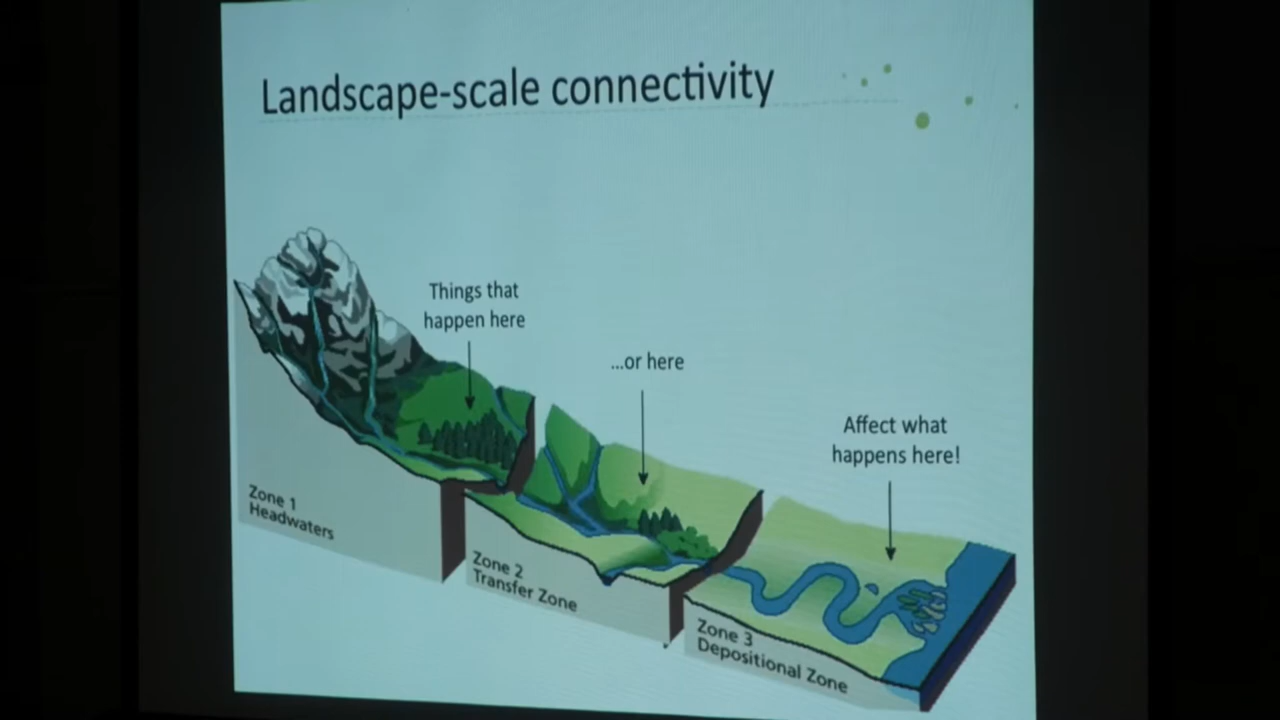 Landscape-scale connectivity
Things that
happen here
...or here
Affect what
happens here!
Zone 1
Headwaters
Zone 2
Transfer Zone
Zone 3
Depositional Zone